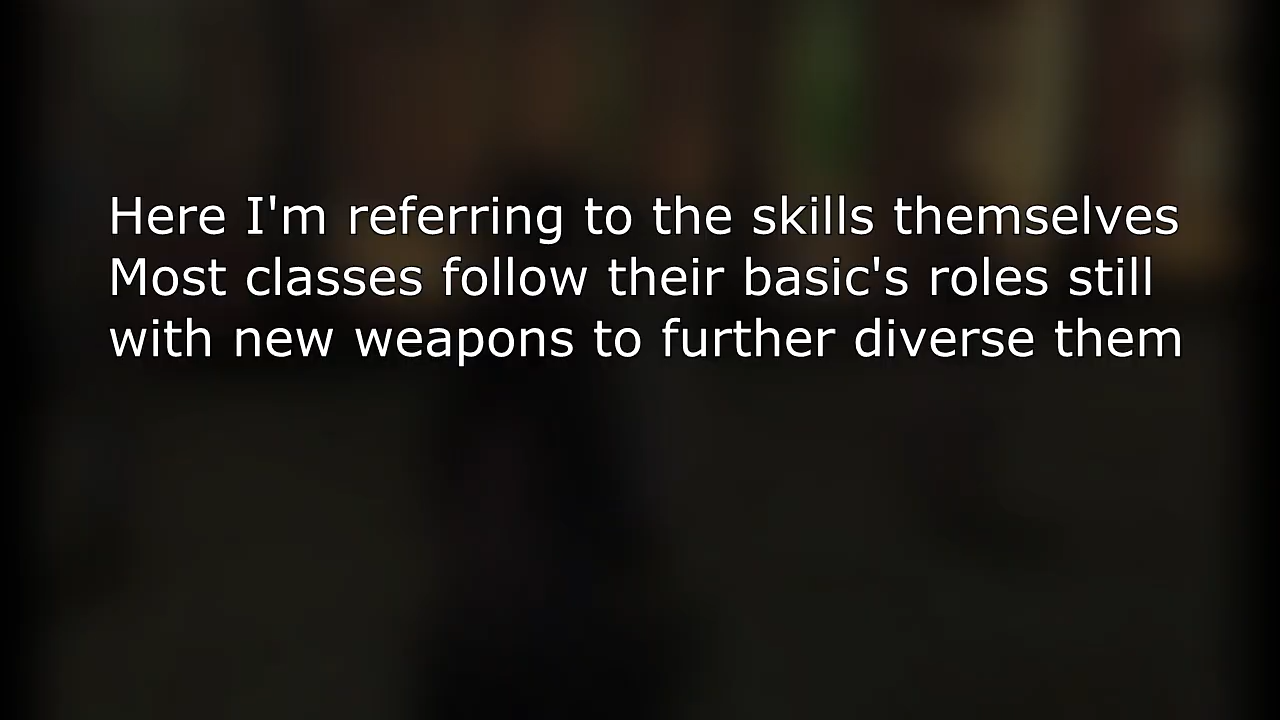 Here I'm referring to the skills themselves
Most classes follow their basic's roles still
with new weapons to further diverse them